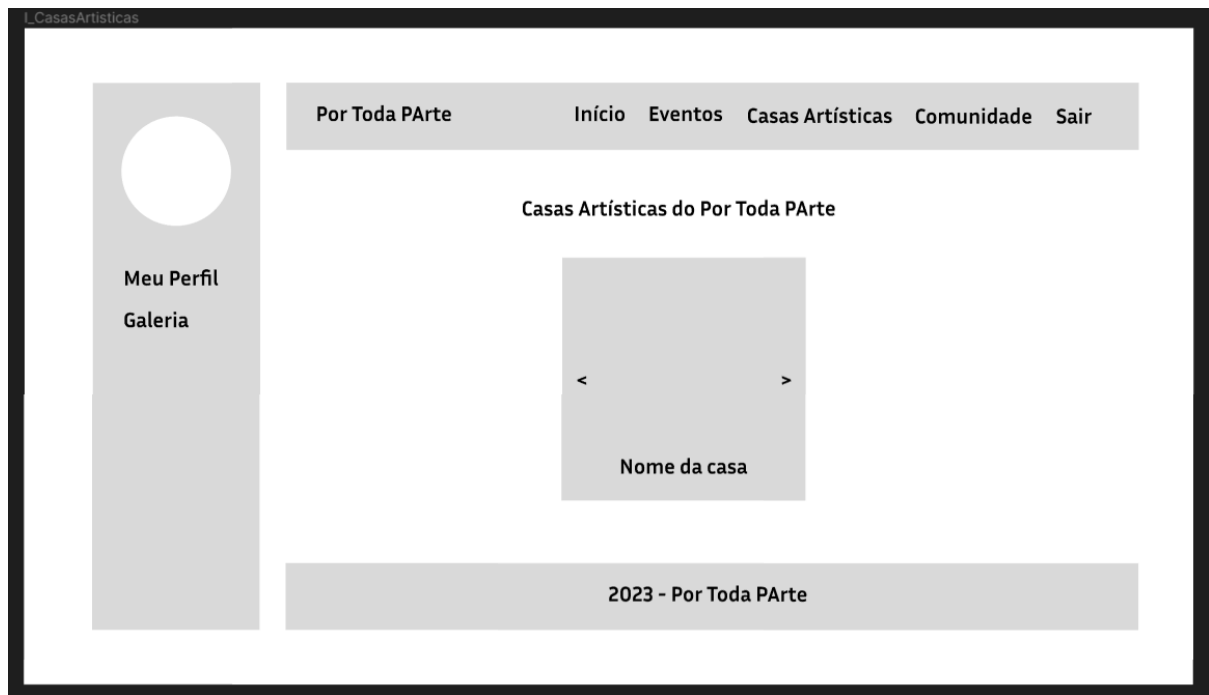 I_CasasArtisticas
Por Toda PArte
Início Eventos Casas Artísticas Comunidade Sair
Casas Artísticas do Por Toda PArte
Meu Perfil
Galeria
< >
Nome da casa
2023 - Por Toda PArte